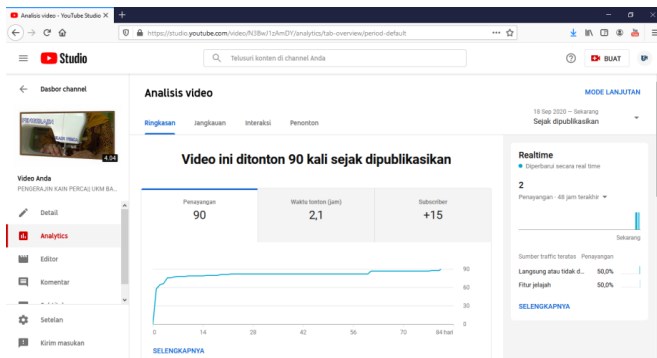 Analisis video - YouTube Studio
https://studio.youtube.com/video/N3Bw/1zAmDY/analytics/tab-overview/period-default
Studio
Telusuri konten di channel Anda
BUAT
Dasbor channel
4.04
Video Anda
PENGERAJIN KAIN PERCA|| UKM BA...
Detail
Analytics
Editor
Komentar
Setelan
Kirim masukan
Analisis video
MODE LANJUTAN
Ringkasan
Jangkauan
Interaksi
Penonton
18 Sep 2020 – Sekarang
Sejak dipublikasikan
Video ini ditonton 90 kali sejak dipublikasikan
Penayangan
90
Waktu tonton (jam)
2,1
Subscriber
+15
90
60
30
0
0 14 28 42 56 70 84 hari
SELENGKAPNYA
Realtime
Diperbarui secara real time
2
Penayangan · 48 jam terakhir
Sekarang
Sumber traffic teratas Penayangan
Langsung atau tidak d... 50,0%
Fitur jelajah 50,0%
SELENGKAPNYA